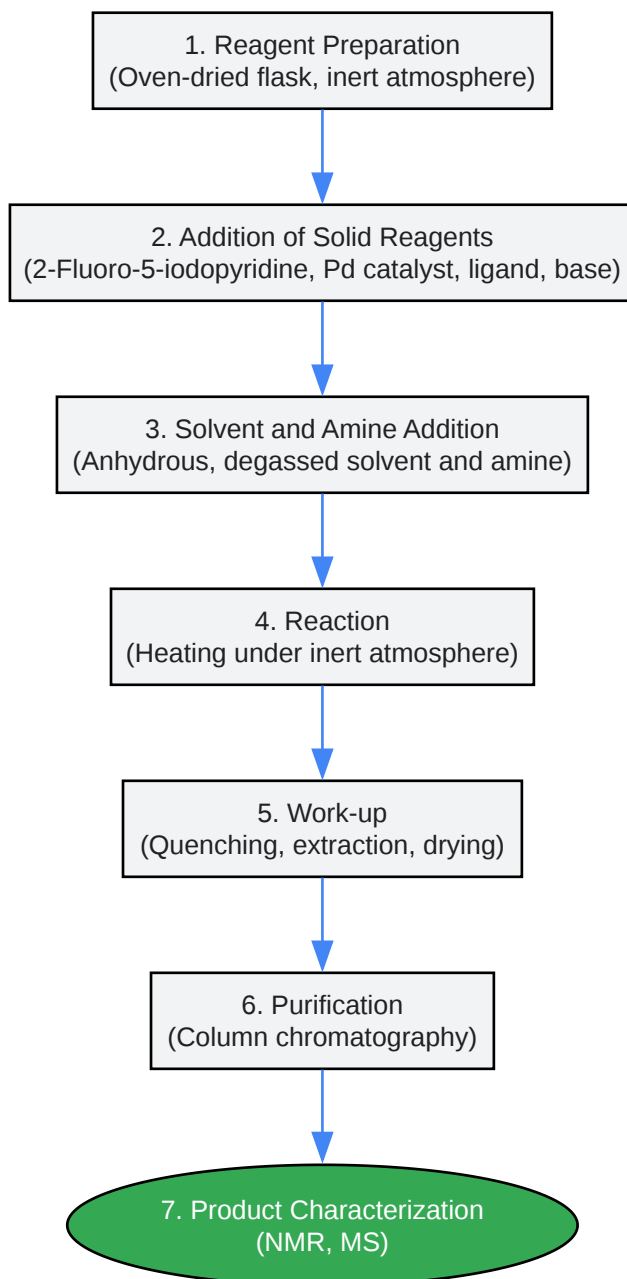 1. Reagent Preparation
(Oven-dried flask, inert atmosphere)
2. Addition of Solid Reagents
(2-Fluoro-5-iodopyridine, Pd catalyst, ligand, base)
3. Solvent and Amine Addition
(Anhydrous, degassed solvent and amine)
4. Reaction
(Heating under inert atmosphere)
5. Work-up
(Quenching, extraction, drying)
6. Purification
(Column chromatography)
7. Product Characterization
(NMR, MS)